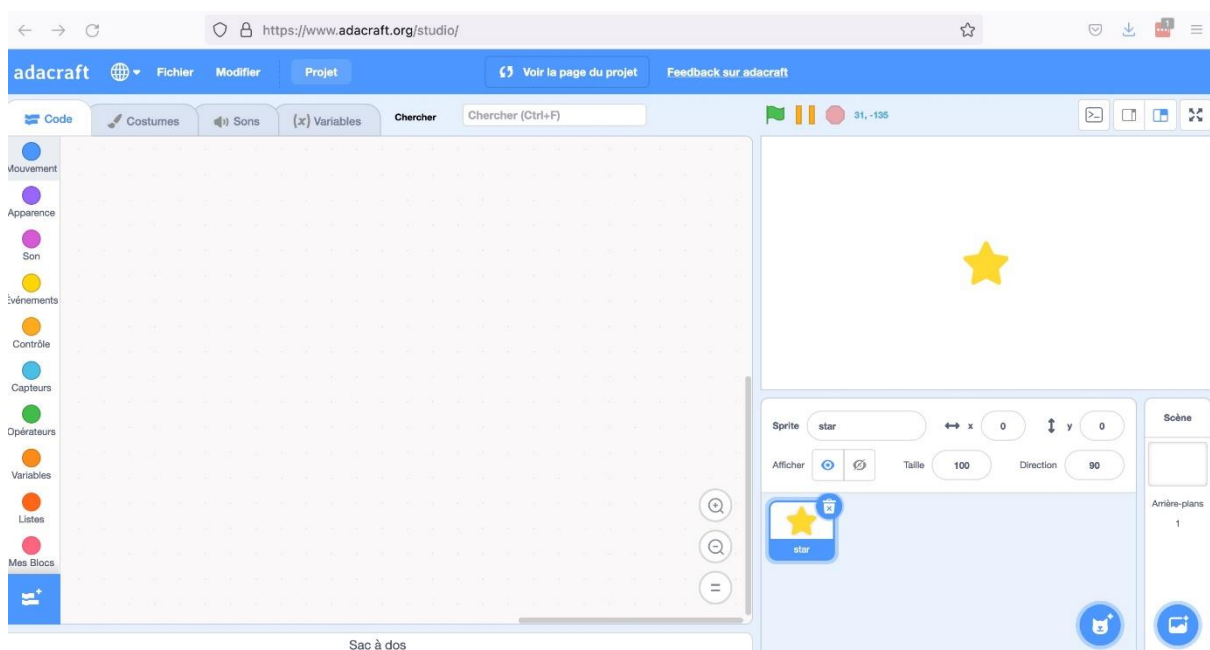 https://www.adacraft.org/studio/
1
adacraft Fichier Modifier Projet Voir la page du projet Feedback sur adacraft
Code Costumes Sons (x) Variables Chercher Chercher (Ctrl+F) 31, -135
Mouvement
Apparence
Son
Événements
Contrôle
Capteurs
Opérateurs
Variables
Listes
Mes Blocs
Sac à dos
Sprite star x 0 y 0
Afficher Taille 100 Direction 90
star
Scène
Arrière-plans
1